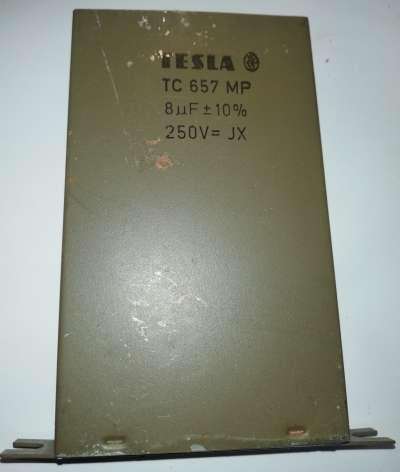 TESLA
TC 657 MP
8µF ± 10%
250V= JX